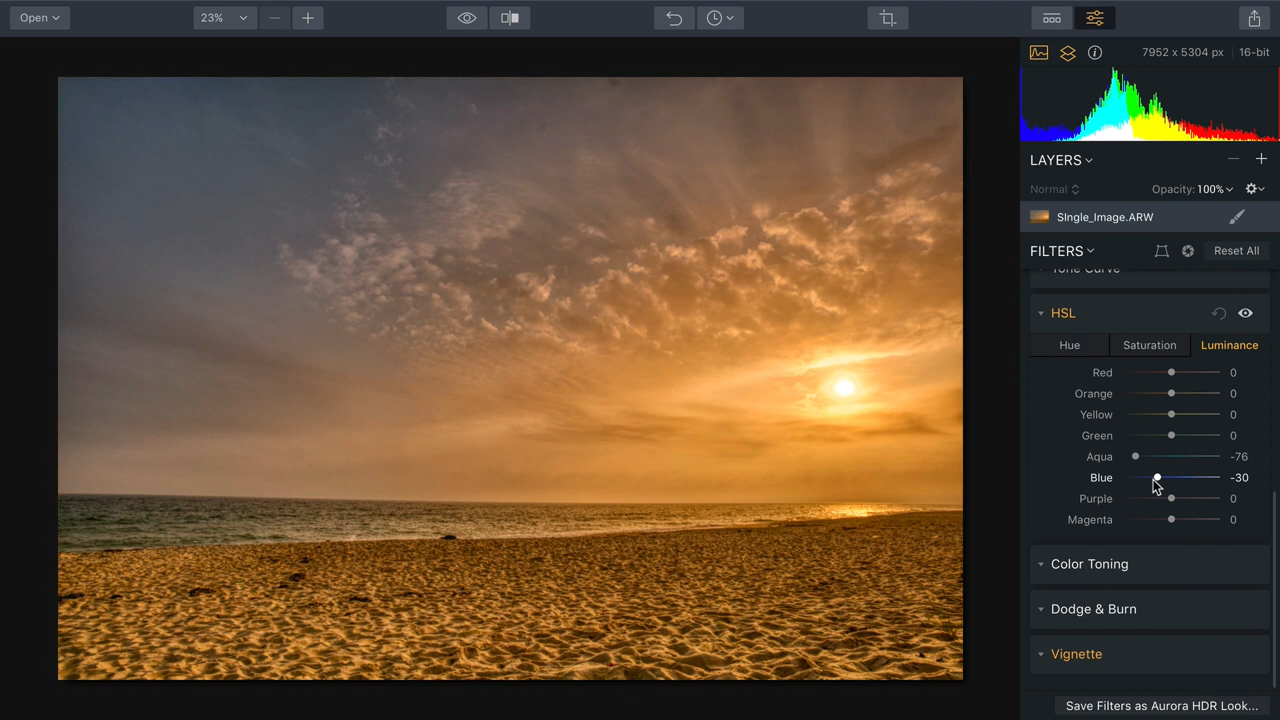 Open
23%
7952 x 5304 px 16-bit
LAYERS
Normal Opacity: 100%
SIngle_Image.ARW
FILTERS Reset All
Tone Curve
HSL
Hue Saturation Luminance
Red 0
Orange 0
Yellow 0
Green 0
Aqua -76
Blue -30
Purple 0
Magenta 0
Color Toning
Dodge & Burn
Vignette
Save Filters as Aurora HDR Look...